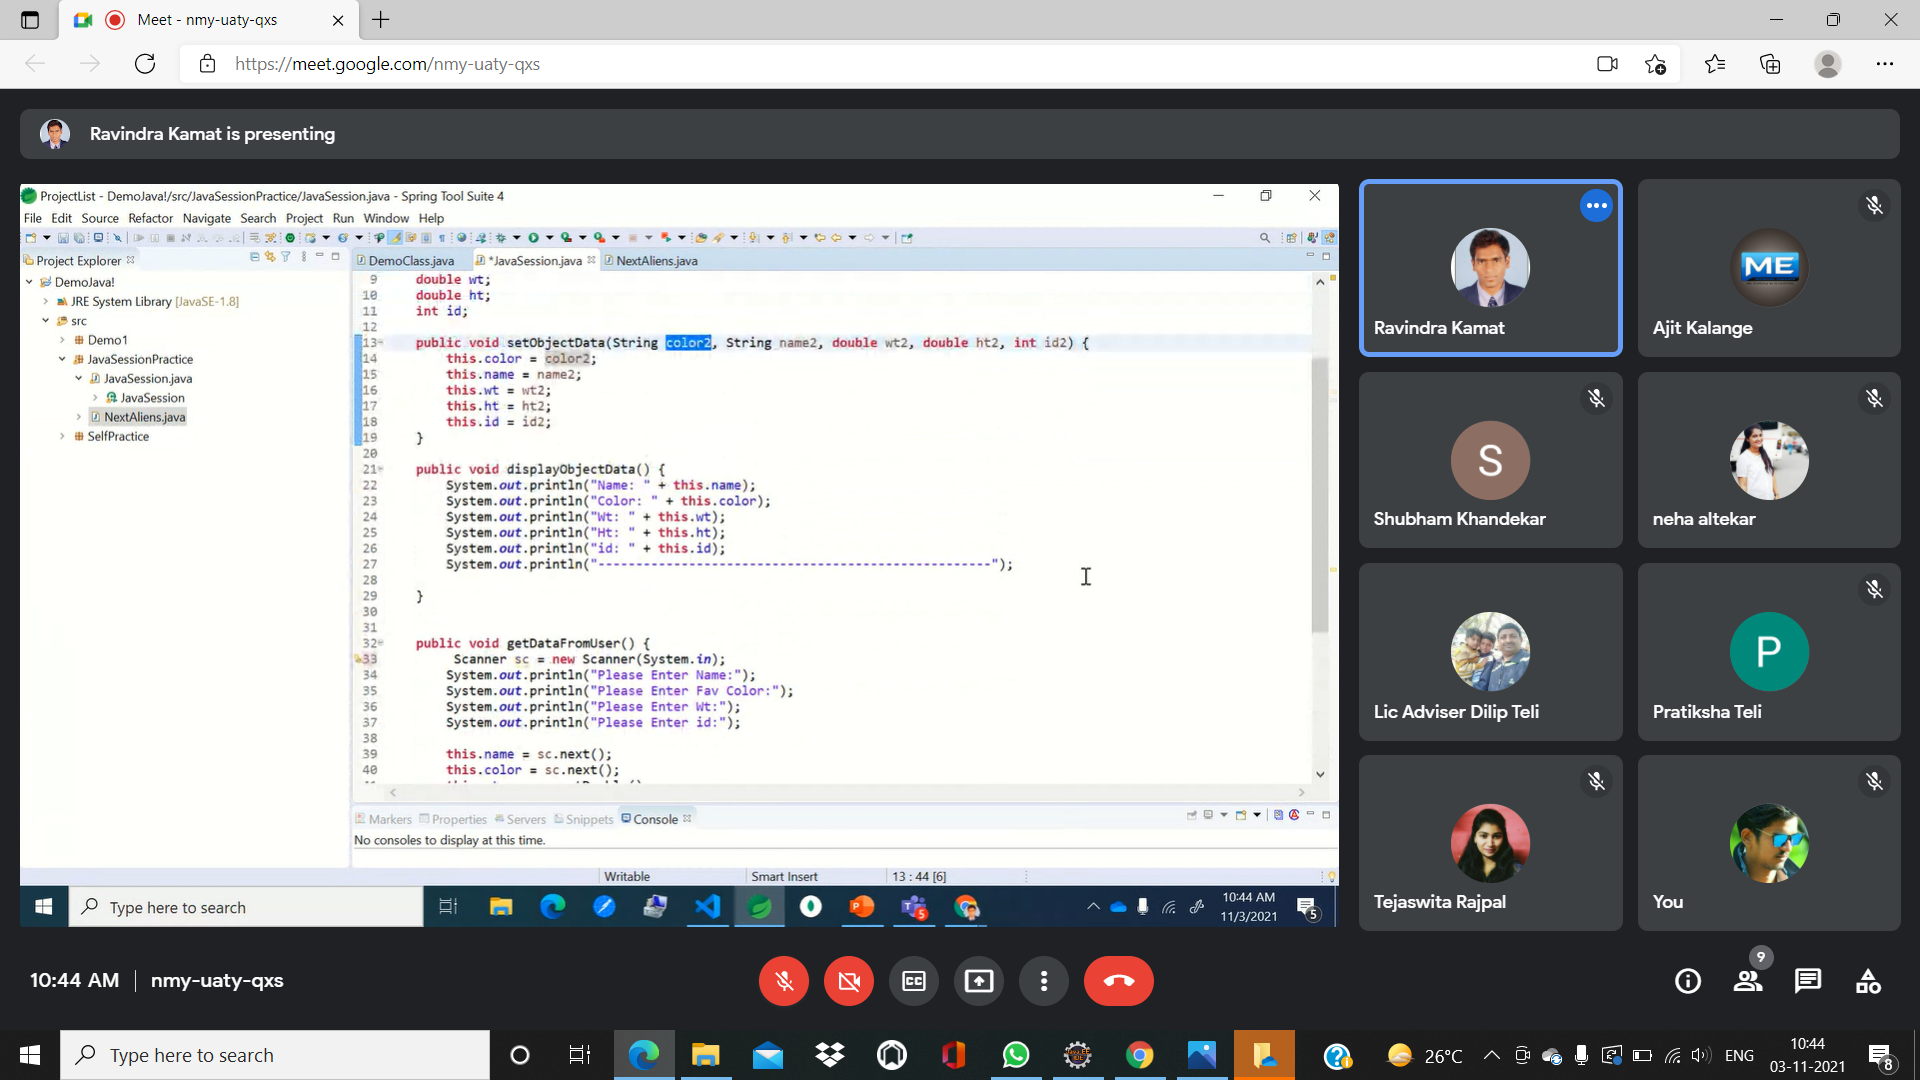 Meet - nmy-uaty-qxs
https://meet.google.com/nmy-uaty-qxs
Ravindra Kamat is presenting
ProjectList - DemoJava!/src/JavaSessionPractice/JavaSession.java - Spring Tool Suite 4
File Edit Source Refactor Navigate Search Project Run Window Help
Project Explorer
DemoClass.java *JavaSession.java NextAliens.java
DemoJava!
JRE System Library [JavaSE-1.8]
src
Demo1
JavaSessionPractice
JavaSession.java
JavaSession
NextAliens.java
SelfPractice
9 double wt;
10 double ht;
11 int id;
12
13 public void setObjectData(String color2, String name2, double wt2, double ht2, int id2) {
14 this.color = color2;
15 this.name = name2;
16 this.wt = wt2;
17 this.ht = ht2;
18 this.id = id2;
19 }
20
21 public void displayObjectData() {
22 System.out.println("Name: " + this.name);
23 System.out.println("Color: " + this.color);
24 System.out.println("Wt: " + this.wt);
25 System.out.println("Ht: " + this.ht);
26 System.out.println("id: " + this.id);
27 System.out.println("----------------------------------------------------");
28
29 }
30
31
32 public void getDataFromUser() {
33 Scanner sc = new Scanner(System.in);
34 System.out.println("Please Enter Name:");
35 System.out.println("Please Enter Fav Color:");
36 System.out.println("Please Enter Wt:");
37 System.out.println("Please Enter id:");
38
39 this.name = sc.next();
40 this.color = sc.next();
Markers Properties Servers Snippets Console
No consoles to display at this time.
Writable Smart Insert 13 : 44 [6]
Type here to search
10:44 AM
11/3/2021
5
5
Ravindra Kamat
ME
Ajit Kalange
S
Shubham Khandekar
neha altekar
Lic Adviser Dilip Teli
P
Pratiksha Teli
Tejaswita Rajpal
You
10:44 AM nmy-uaty-qxs
CC
9
Type here to search
26°C
ENG
10:44
03-11-2021
8